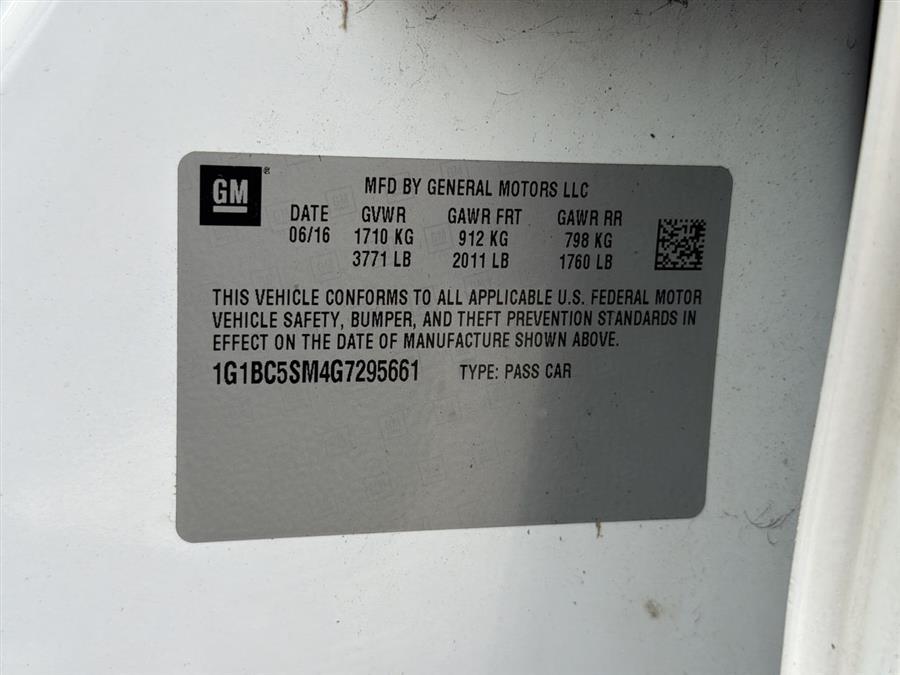 GM ®
MFD BY GENERAL MOTORS LLC
DATE GVWR GAWR FRT GAWR RR
06/16 1710 KG 912 KG 798 KG
3771 LB 2011 LB 1760 LB
THIS VEHICLE CONFORMS TO ALL APPLICABLE U.S. FEDERAL MOTOR
VEHICLE SAFETY, BUMPER, AND THEFT PREVENTION STANDARDS IN
EFFECT ON THE DATE OF MANUFACTURE SHOWN ABOVE.
1G1BC5SM4G7295661 TYPE: PASS CAR